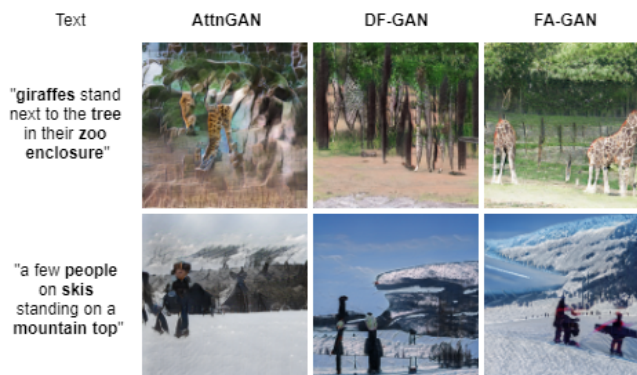 Text AttnGAN DF-GAN FA-GAN
"giraffes stand
next to the tree
in their zoo
enclosure"
"a few people
on skis
standing on a
mountain top"